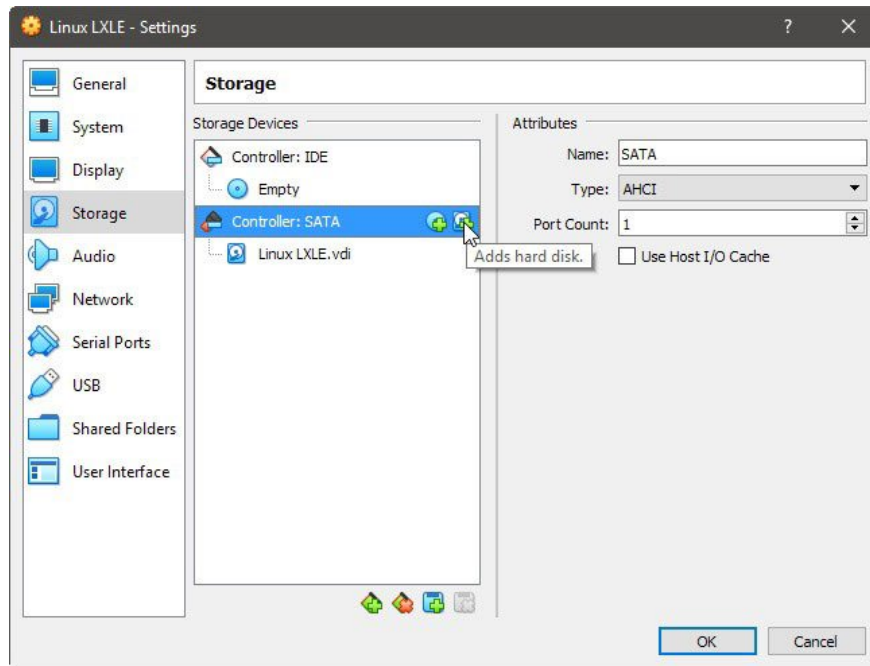 Linux LXLE - Settings
? 
General
System
Display
Storage
Audio
Network
Serial Ports
USB
Shared Folders
User Interface
Storage
Storage Devices
Controller: IDE
Empty
Controller: SATA
Linux LXLE.vdi
Adds hard disk.
Attributes
Name: SATA
Type: AHCI
Port Count: 1
Use Host I/O Cache
OK Cancel